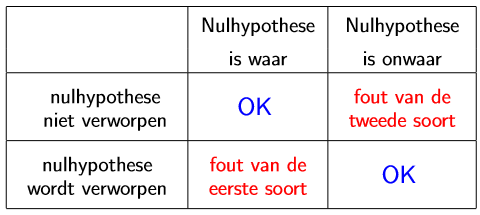 Nulhypothese
is waar
Nulhypothese
is onwaar
nulhypothese
niet verworpen
OK
fout van de
tweede soort
nulhypothese
wordt verworpen
fout van de
eerste soort
OK